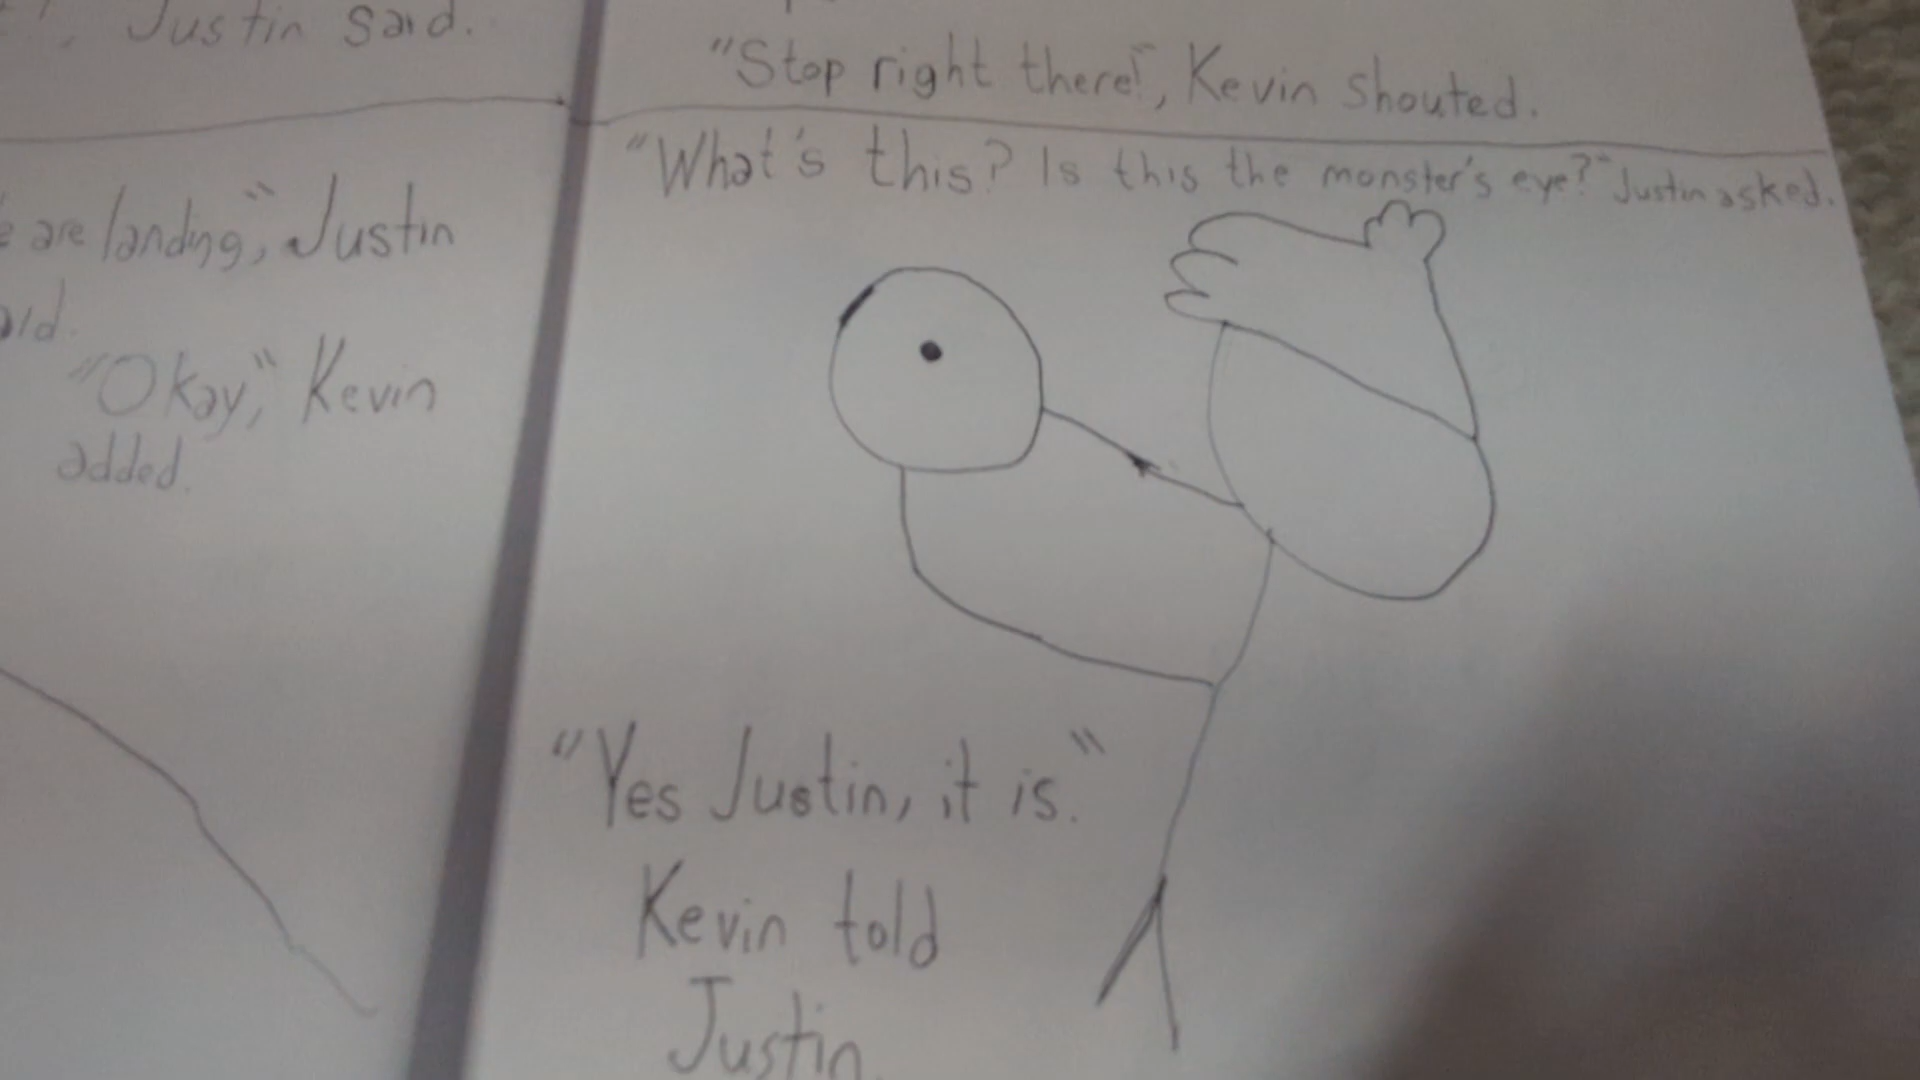 Justin said.
are landing," Justin
"Okay," Kevin
added.
"Stop right there!", Kevin shouted.
"What's this? Is this the monster's eye?" Justin asked.
"Yes Justin, it is."
Kevin told
Justin.